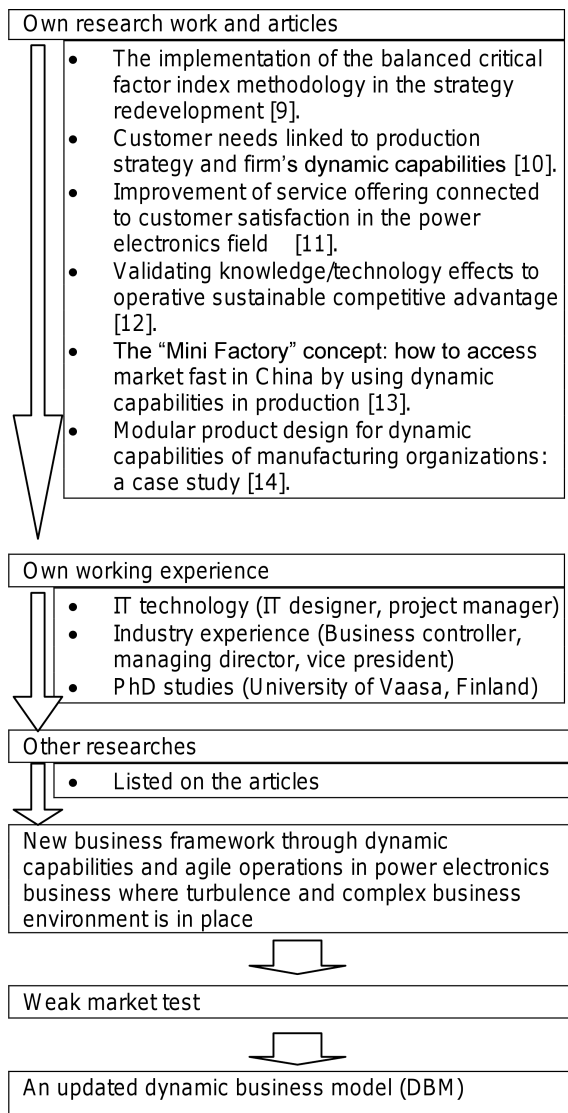 Own research work and articles
• The implementation of the balanced critical
factor index methodology in the strategy
redevelopment [9].
• Customer needs linked to production
strategy and firm's dynamic capabilities [10].
• Improvement of service offering connected
to customer satisfaction in the power
electronics field [11].
• Validating knowledge/technology effects to
operative sustainable competitive advantage
[12].
• The “Mini Factory” concept: how to access
market fast in China by using dynamic
capabilities in production [13].
• Modular product design for dynamic
capabilities of manufacturing organizations:
a case study [14].
Own working experience
• IT technology (IT designer, project manager)
• Industry experience (Business controller,
managing director, vice president)
• PhD studies (University of Vaasa, Finland)
Other researches
• Listed on the articles
New business framework through dynamic
capabilities and agile operations in power electronics
business where turbulence and complex business
environment is in place
Weak market test
An updated dynamic business model (DBM)